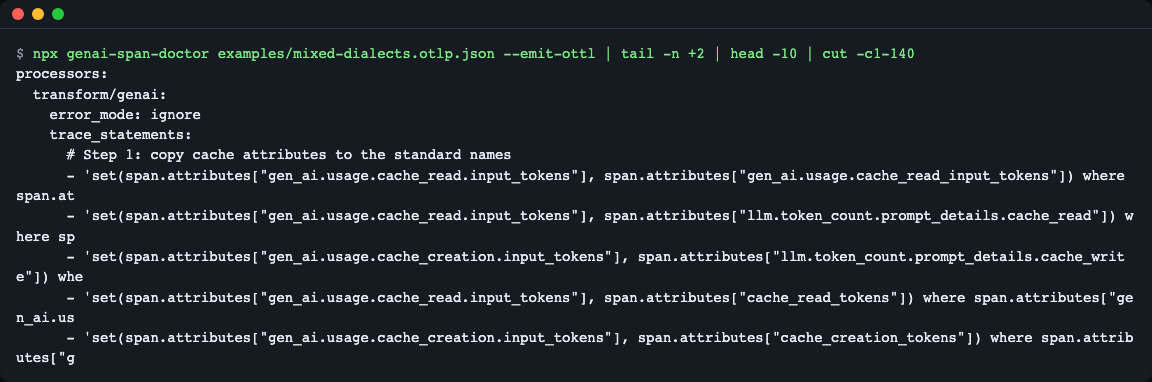 $ npx genai-span-doctor examples/mixed-dialects.otlp.json --emit-ottl | tail -n +2 | head -10 | cut -c1-140
processors:
  transform/genai:
    error_mode: ignore
    trace_statements:
      # Step 1: copy cache attributes to the standard names
      - 'set(span.attributes["gen_ai.usage.cache_read.input_tokens"], span.attributes["gen_ai.usage.cache_read_input_tokens"]) where
span.at
      - 'set(span.attributes["gen_ai.usage.cache_read.input_tokens"], span.attributes["llm.token_count.prompt_details.cache_read"]) w
here sp
      - 'set(span.attributes["gen_ai.usage.cache_creation.input_tokens"], span.attributes["llm.token_count.prompt_details.cache_writ
e"]) whe
      - 'set(span.attributes["gen_ai.usage.cache_read.input_tokens"], span.attributes["cache_read_tokens"]) where span.attributes["ge
n_ai.us
      - 'set(span.attributes["gen_ai.usage.cache_creation.input_tokens"], span.attributes["cache_creation_tokens"]) where span.attrib
utes["g